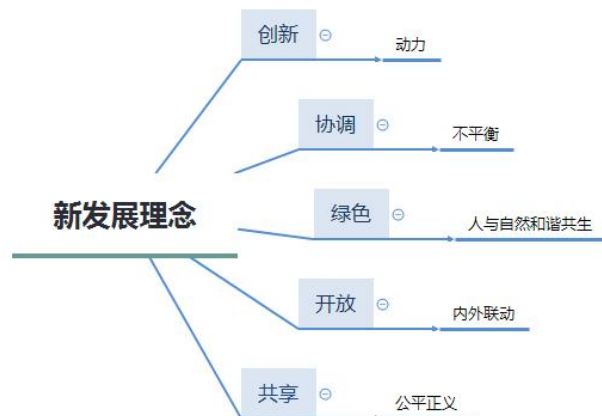 创新
动力
协调
不平衡
新发展理念
绿色
人与自然和谐共生
开放
内外联动
共享
公平正义